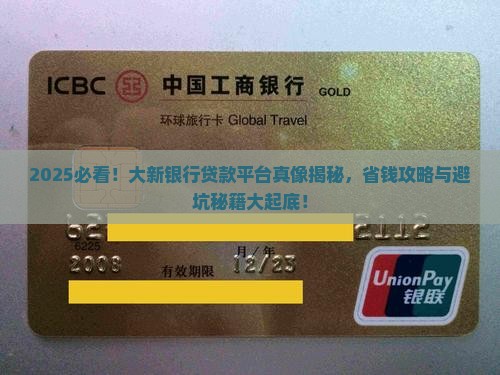 ICBC 中国工商银行 GOLD
环球旅行卡 Global Travel
2025必看！大新银行贷款平台真像揭秘，省钱攻略与避
坑秘籍大起底！
62 2112
6225
月/年
2008 有效期限 12/23
UnionPay
银联